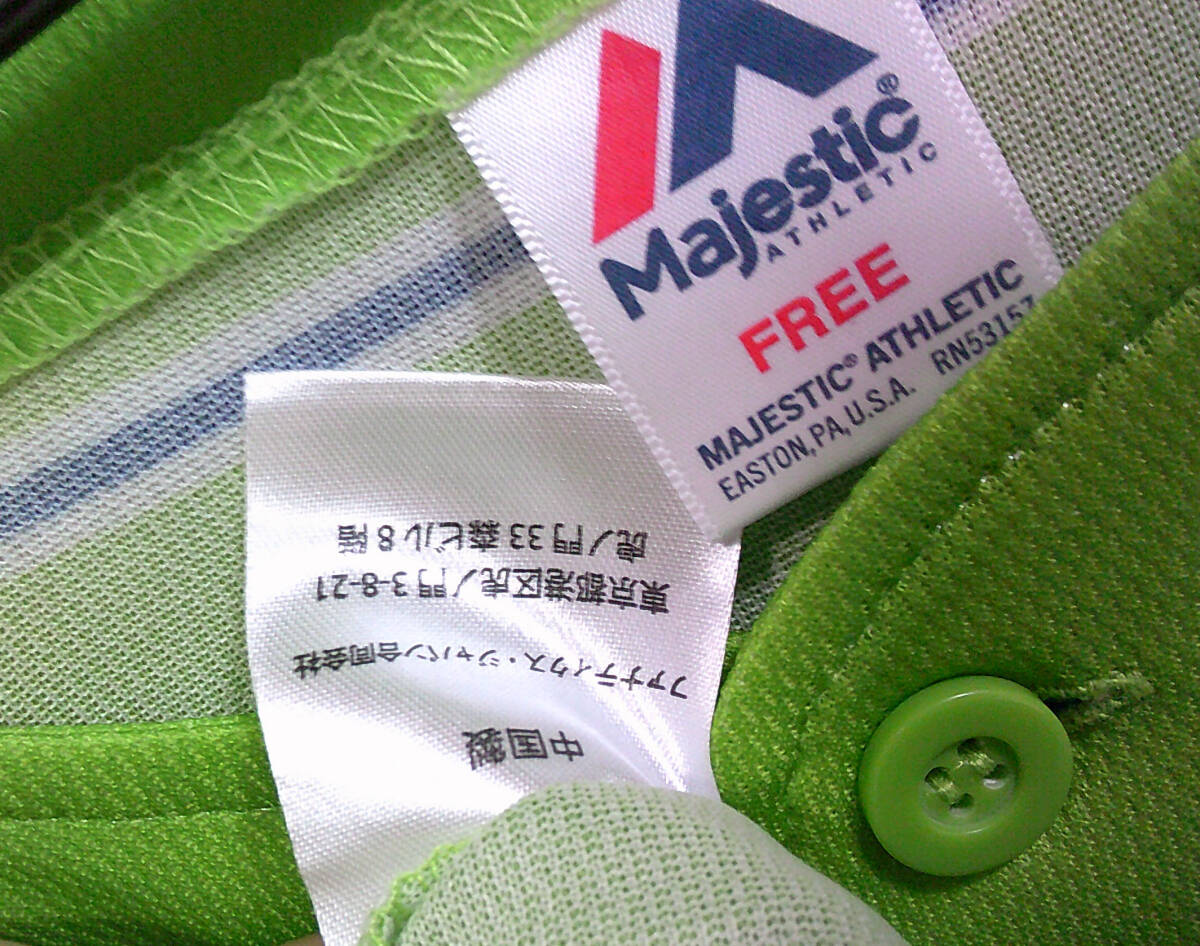 Majestic®
ATHLETIC
FREE
MAJESTIC® ATHLETIC
EASTON, PA, U.S.A. RN53157
中国製
ファナティクス・ジャパン合同会社
東京都港区虎ノ門3-8-21
虎ノ門33森ビル8階